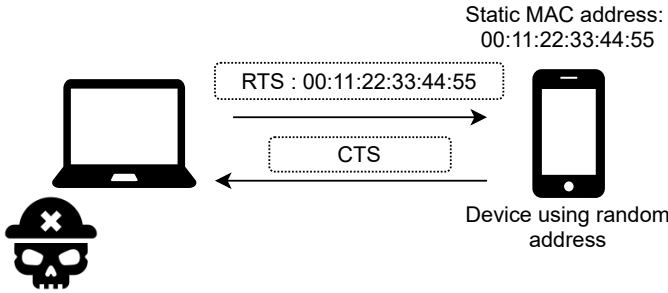 Static MAC address:
00:11:22:33:44:55
RTS : 00:11:22:33:44:55
CTS
Device using random
address